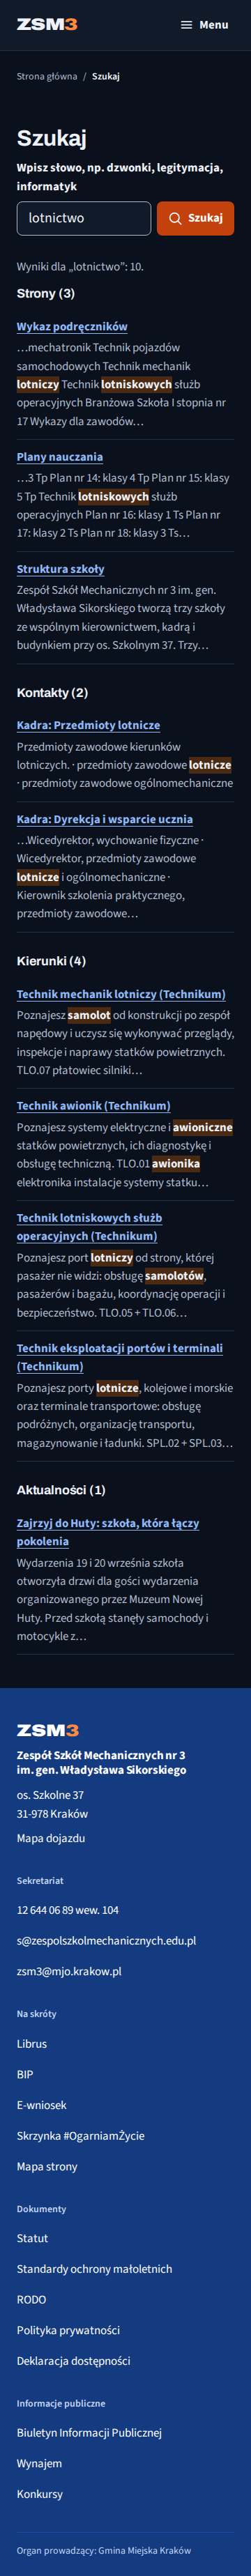 ZSM3
Menu
Strona główna / Szukaj
Szukaj
Wpisz słowo, np. dzwonki, legitymacja,
informatyk
lotnictwo
Szukaj
Wyniki dla „lotnictwo”: 10.
Strony (3)
Wykaz podręczników
…mechatronik Technik pojazdów
samochodowych Technik mechanik
lotniczy Technik lotniskowych służb
operacyjnych Branżowa Szkoła I stopnia nr
17 Wykazy dla zawodów…
Plany nauczania
…3 Tp Plan nr 14: klasy 4 Tp Plan nr 15: klasy
5 Tp Technik lotniskowych służb
operacyjnych Plan nr 16: klasy 1 Ts Plan nr
17: klasy 2 Ts Plan nr 18: klasy 3 Ts…
Struktura szkoły
Zespół Szkół Mechanicznych nr 3 im. gen.
Władysława Sikorskiego tworzą trzy szkoły
ze wspólnym kierownictwem, kadrą i
budynkiem przy os. Szkolnym 37. Trzy…
Kontakty (2)
Kadra: Przedmioty lotnicze
Przedmioty zawodowe kierunków
lotniczych. · przedmioty zawodowe lotnicze
· przedmioty zawodowe ogólnomechaniczne
Kadra: Dyrekcja i wsparcie ucznia
…Wicedyrektor, wychowanie fizyczne ·
Wicedyrektor, przedmioty zawodowe
lotnicze i ogólnomechaniczne ·
Kierownik szkolenia praktycznego,
przedmioty zawodowe…
Kierunki (4)
Technik mechanik lotniczy (Technikum)
Poznajesz samolot od konstrukcji po zespół
napędowy i uczysz się wykonywać przeglądy,
inspekcje i naprawy statków powietrznych.
TLO.07 płatowiec silniki…
Technik awionik (Technikum)
Poznajesz systemy elektryczne i awioniczne
statków powietrznych, ich diagnostykę i
obsługę techniczną. TLO.01 awionika
elektronika instalacje systemy statku…
Technik lotniskowych służb
operacyjnych (Technikum)
Poznajesz port lotniczy od strony, której
pasażer nie widzi: obsługę samolotów,
pasażerów i bagażu, koordynację operacji i
bezpieczeństwo. TLO.05 + TLO.06…
Technik eksploatacji portów i terminali
(Technikum)
Poznajesz porty lotnicze, kolejowe i morskie
oraz terminale transportowe: obsługę
podróżnych, organizację transportu,
magazynowanie i ładunki. SPL.02 + SPL.03…
Aktualności (1)
Zajrzyj do Huty: szkoła, która łączy
pokolenia
Wydarzenia 19 i 20 września szkoła
otworzyła drzwi dla gości wydarzenia
organizowanego przez Muzeum Nowej
Huty. Przed szkołą stanęły samochody i
motocykle z…
ZSM3
Zespół Szkół Mechanicznych nr 3
im. gen. Władysława Sikorskiego
os. Szkolne 37
31-978 Kraków
Mapa dojazdu
Sekretariat
12 644 06 89 wew. 104
s@zespolszkolmechanicznych.edu.pl
zsm3@mjo.krakow.pl
Na skróty
Librus
BIP
E-wniosek
Skrzynka #OgarniamŻycie
Mapa strony
Dokumenty
Statut
Standardy ochrony małoletnich
RODO
Polityka prywatności
Deklaracja dostępności
Informacje publiczne
Biuletyn Informacji Publicznej
Wynajem
Konkursy
Organ prowadzący: Gmina Miejska Kraków